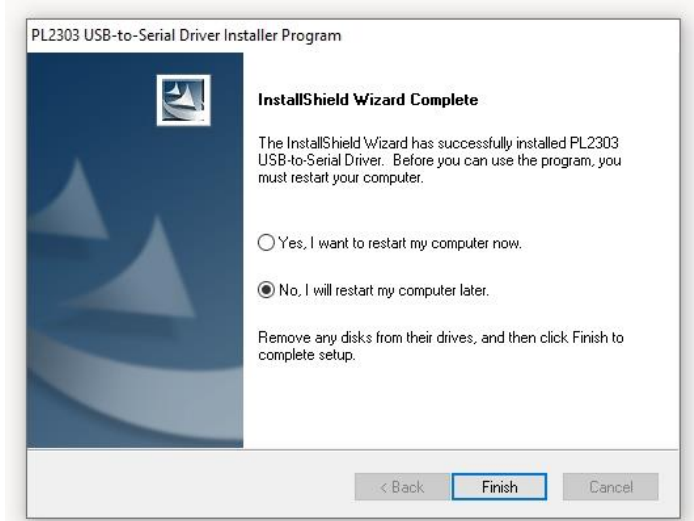 PL2303 USB-to-Serial Driver Installer Program
InstallShield Wizard Complete
The InstallShield Wizard has successfully installed PL2303
USB-to-Serial Driver. Before you can use the program, you
must restart your computer.
Yes, I want to restart my computer now.
No, I will restart my computer later.
Remove any disks from their drives, and then click Finish to
complete setup.
< Back
Finish
Cancel